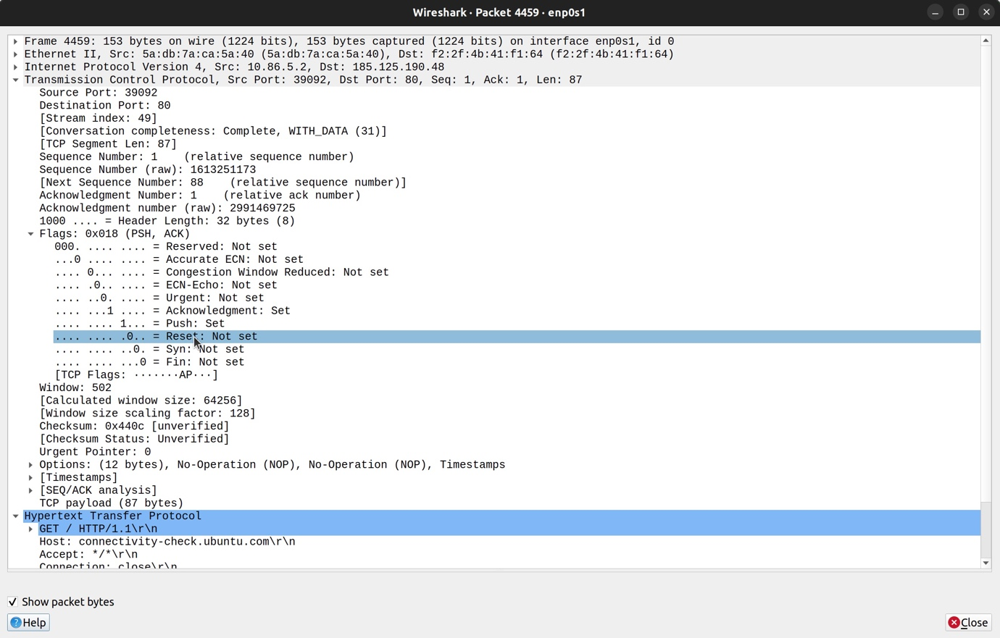 Wireshark · Packet 4459 · enp0s1
Frame 4459: 153 bytes on wire (1224 bits), 153 bytes captured (1224 bits) on interface enp0s1, id 0
Ethernet II, Src: 5a:db:7a:ca:5a:40 (5a:db:7a:ca:5a:40), Dst: f2:2f:4b:41:f1:64 (f2:2f:4b:41:f1:64)
Internet Protocol Version 4, Src: 10.86.5.2, Dst: 185.125.190.48
Transmission Control Protocol, Src Port: 39092, Dst Port: 80, Seq: 1, Ack: 1, Len: 87
Source Port: 39092
Destination Port: 80
[Stream index: 49]
[Conversation completeness: Complete, WITH_DATA (31)]
[TCP Segment Len: 87]
Sequence Number: 1    (relative sequence number)
Sequence Number (raw): 1613251173
[Next Sequence Number: 88    (relative sequence number)]
Acknowledgment Number: 1    (relative ack number)
Acknowledgment number (raw): 2991469725
1000 .... = Header Length: 32 bytes (8)
Flags: 0x018 (PSH, ACK)
000. .... .... = Reserved: Not set
...0 .... .... = Accurate ECN: Not set
.... 0... .... = Congestion Window Reduced: Not set
.... .0.. .... = ECN-Echo: Not set
.... ..0. .... = Urgent: Not set
.... ...1 .... = Acknowledgment: Set
.... .... 1... = Push: Set
.... .... .0.. = Reset: Not set
.... .... ..0. = Syn: Not set
.... .... ...0 = Fin: Not set
[TCP Flags: ·······AP···]
Window: 502
[Calculated window size: 64256]
[Window size scaling factor: 128]
Checksum: 0x440c [unverified]
[Checksum Status: Unverified]
Urgent Pointer: 0
Options: (12 bytes), No-Operation (NOP), No-Operation (NOP), Timestamps
[Timestamps]
[SEQ/ACK analysis]
TCP payload (87 bytes)
Hypertext Transfer Protocol
GET / HTTP/1.1\r\n
Host: connectivity-check.ubuntu.com\r\n
Accept: */*\r\n
Connection: close\r\n
Show packet bytes
Help
Close